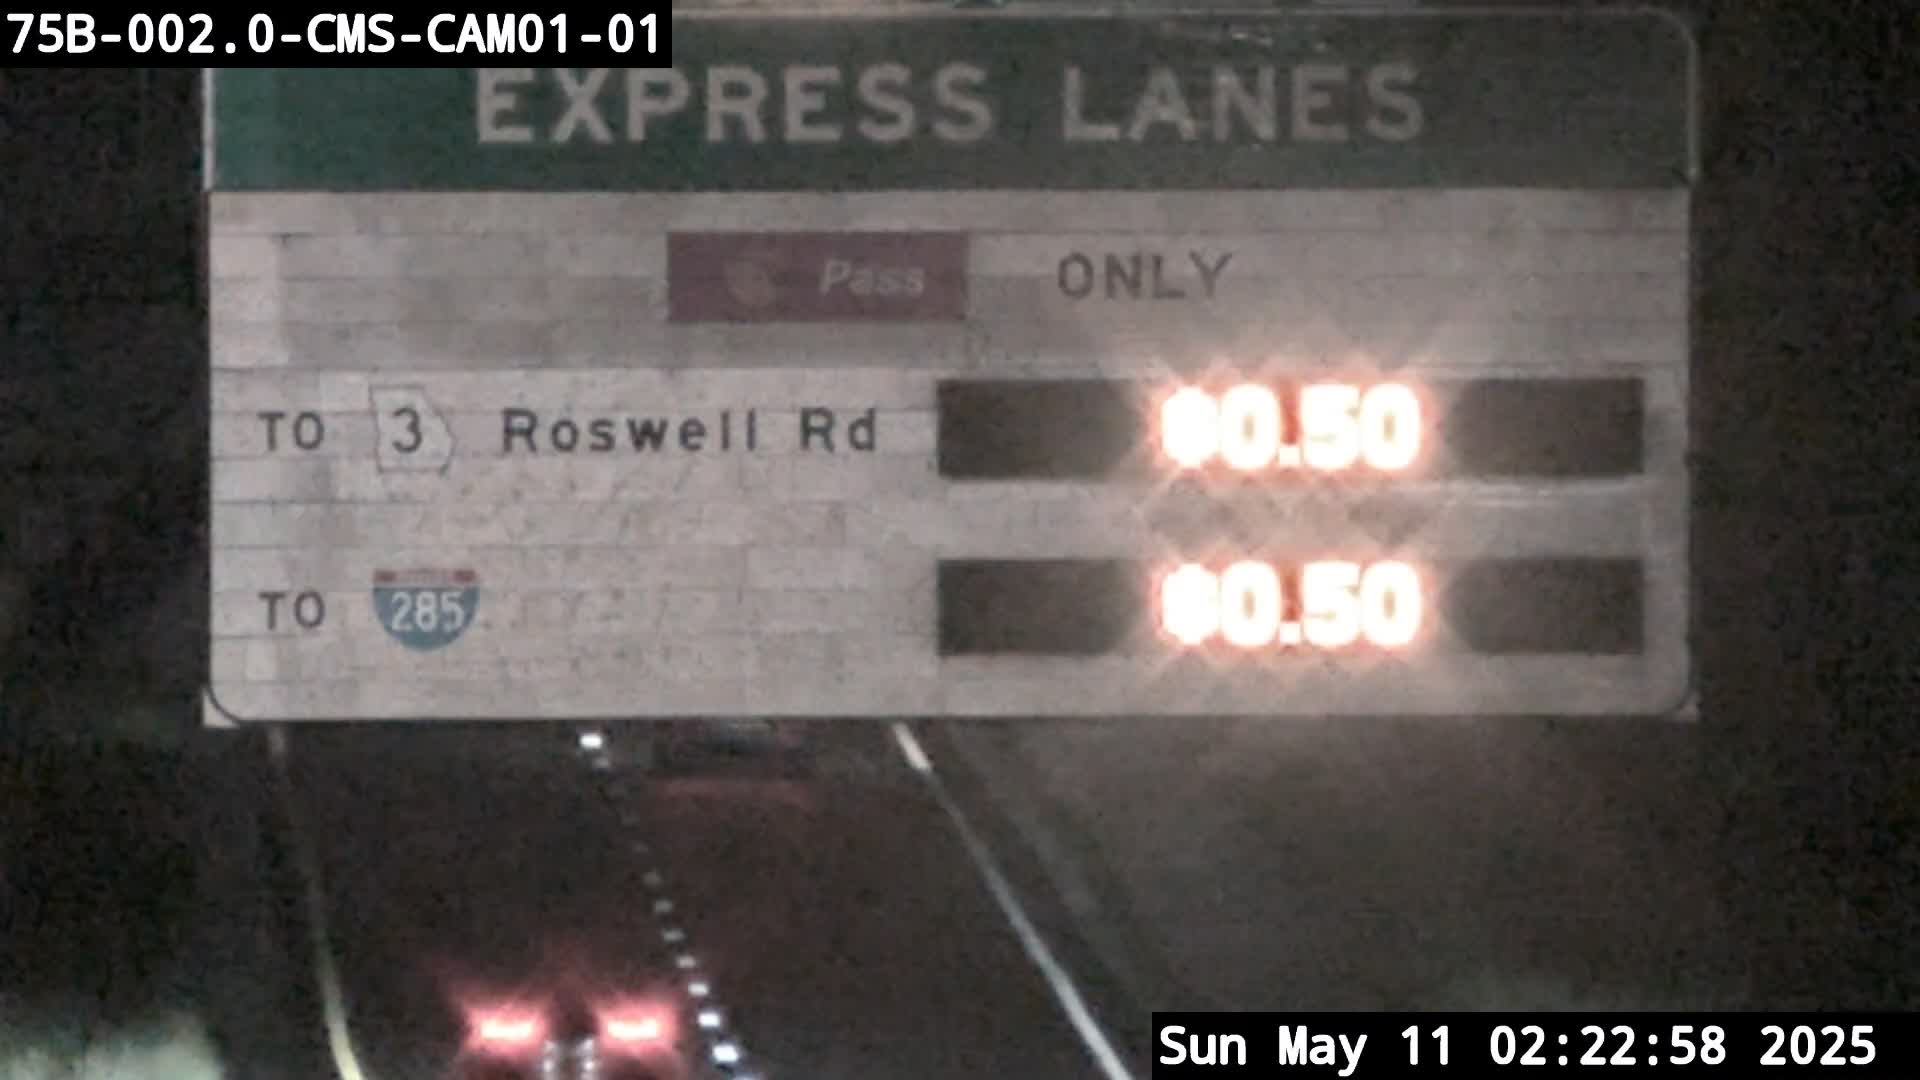 75B-002.0-CMS-CAM01-01
EXPRESS LANES
Pass ONLY
TO 3 Roswell Rd $0.50
TO 285 $0.50
Sun May 11 02:22:58 2025